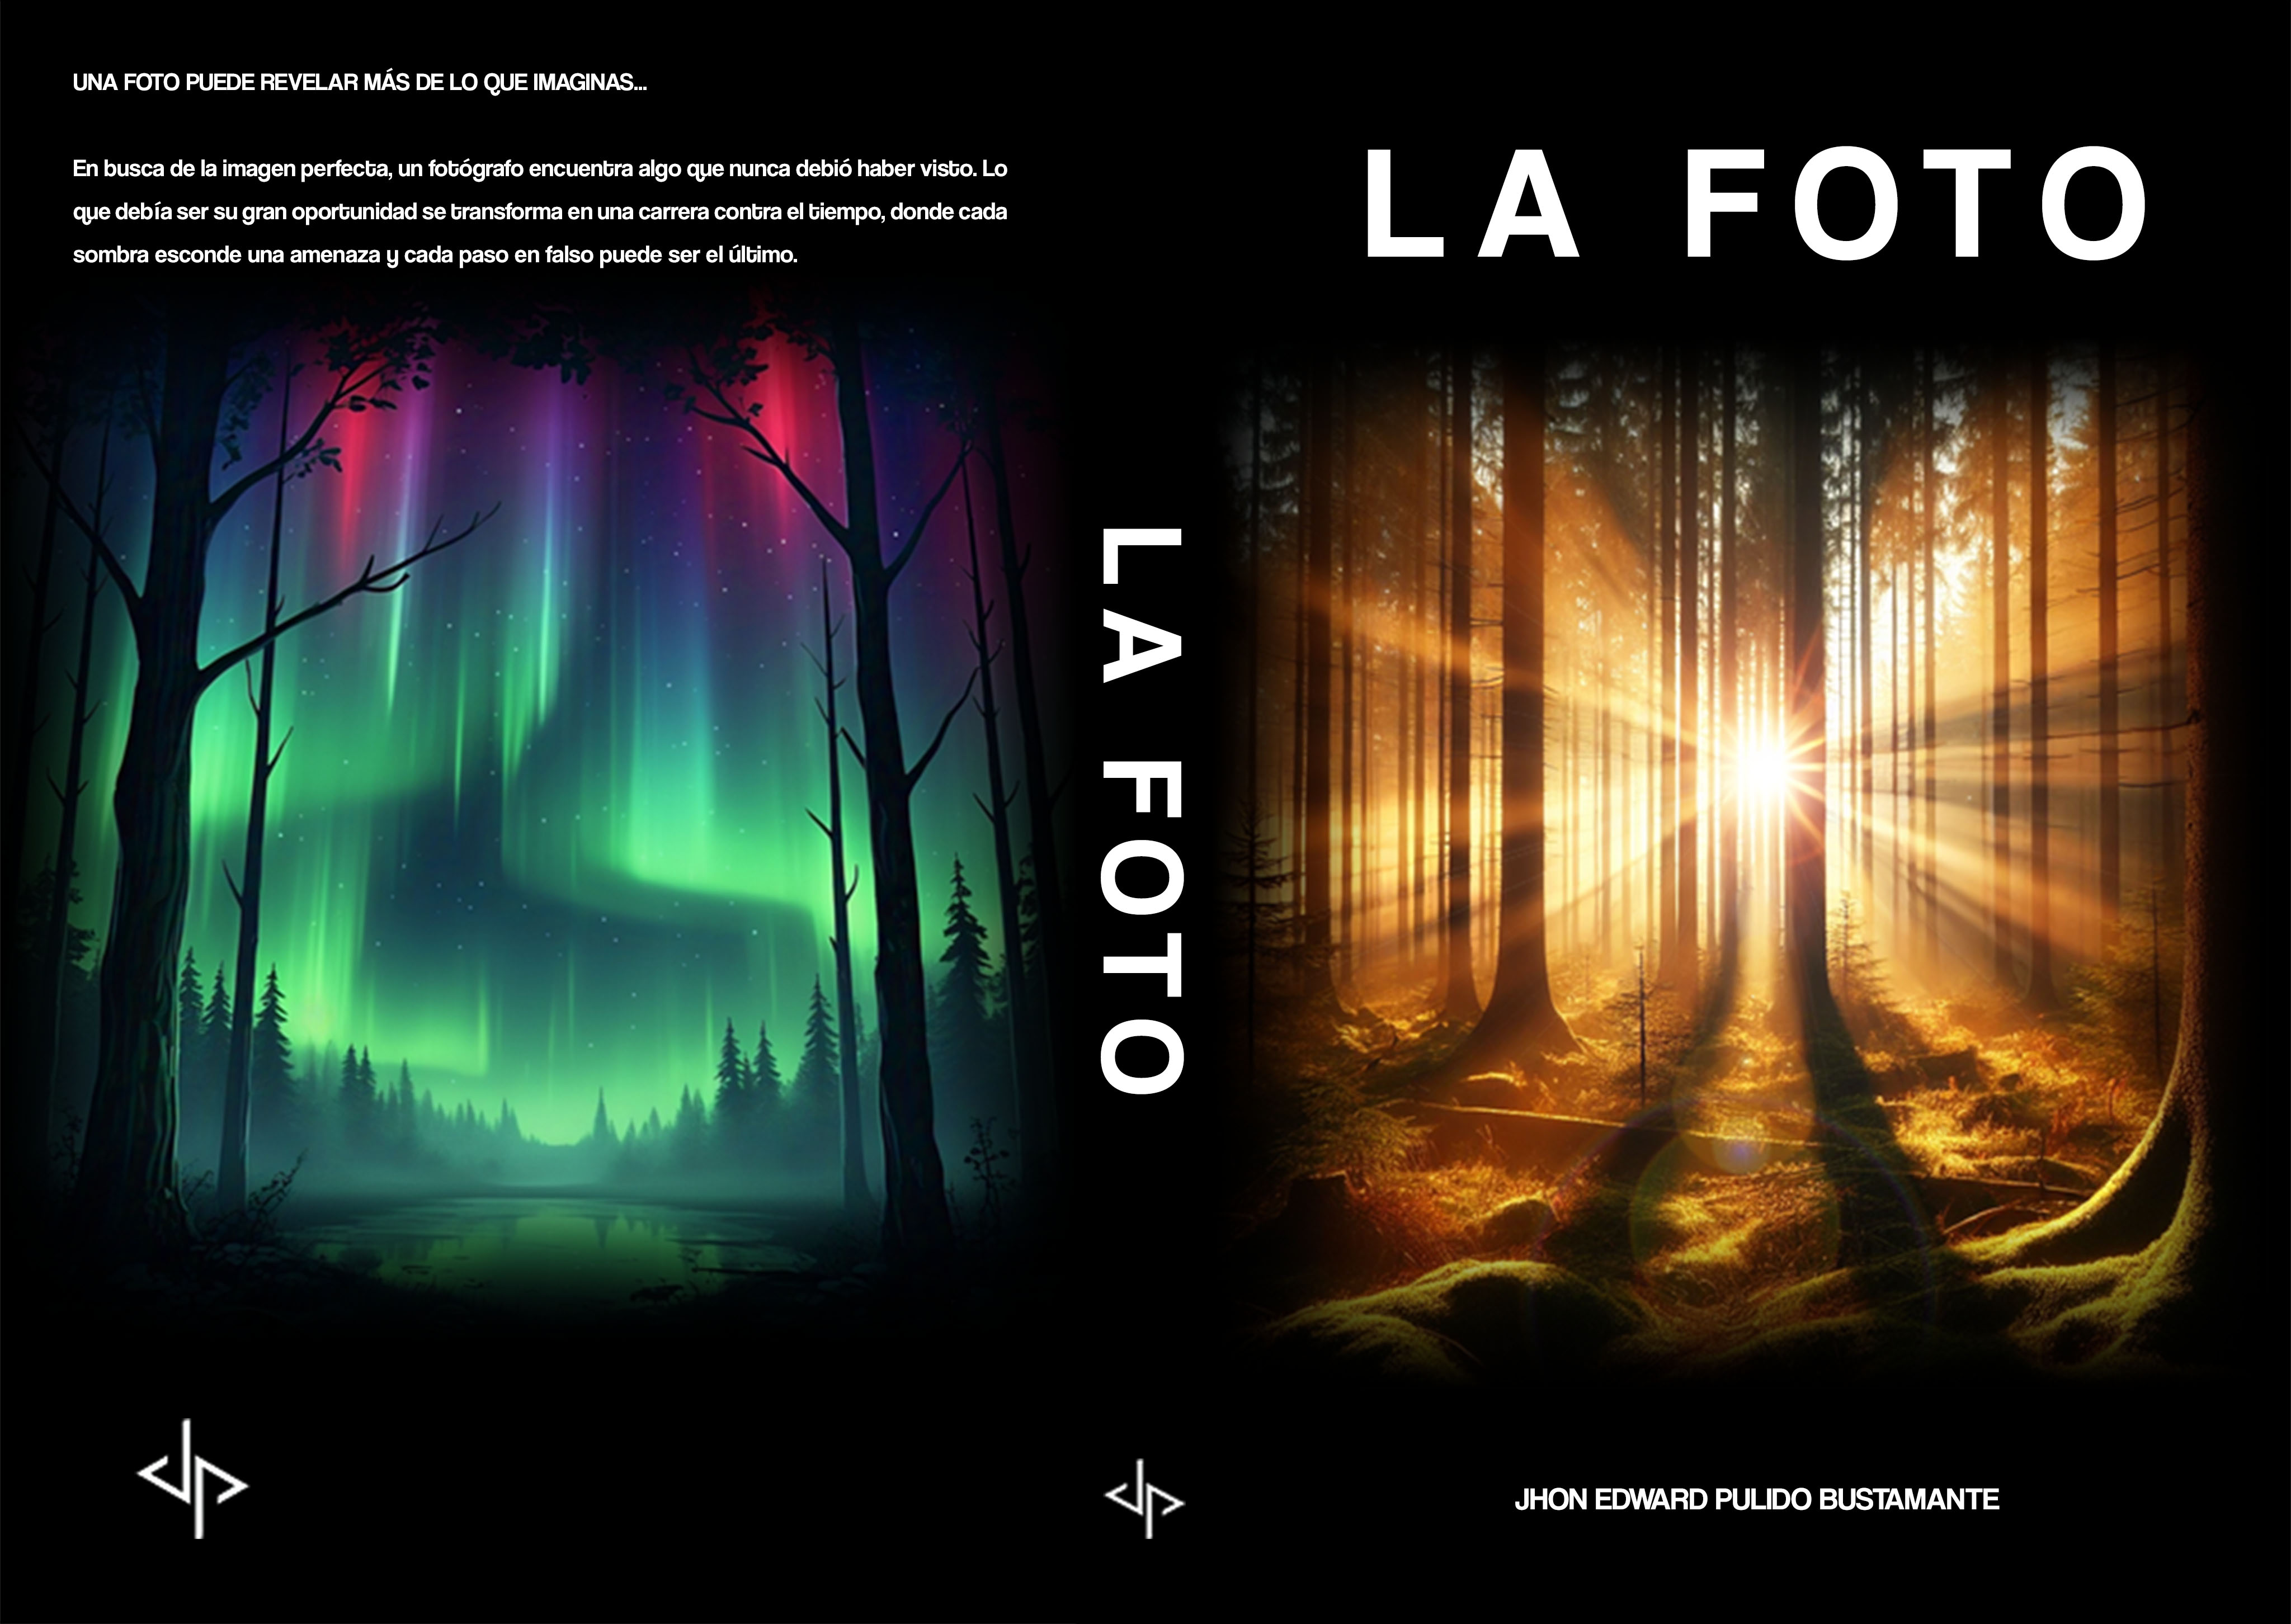 UNA FOTO PUEDE REVELAR MÁS DE LO QUE IMAGINAS...
En busca de la imagen perfecta, un fotógrafo encuentra algo que nunca debió haber visto. Lo
que debía ser su gran oportunidad se transforma en una carrera contra el tiempo, donde cada
sombra esconde una amenaza y cada paso en falso puede ser el último.
LA FOTO
LA FOTO
JHON EDWARD PULIDO BUSTAMANTE